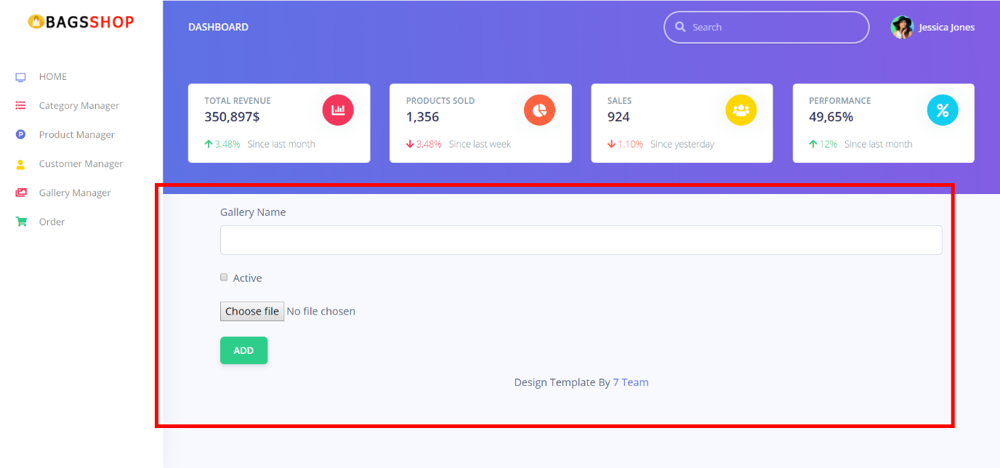 BAGSSHOP
DASHBOARD
Search
Jessica Jones
HOME
Category Manager
Product Manager
Customer Manager
Gallery Manager
Order
TOTAL REVENUE
350,897$
3.48% Since last month
PRODUCTS SOLD
1,356
3.48% Since last week
SALES
924
1.10% Since yesterday
PERFORMANCE
49,65%
%
12% Since last month
Gallery Name
Active
Choose file No file chosen
ADD
Design Template By 7 Team